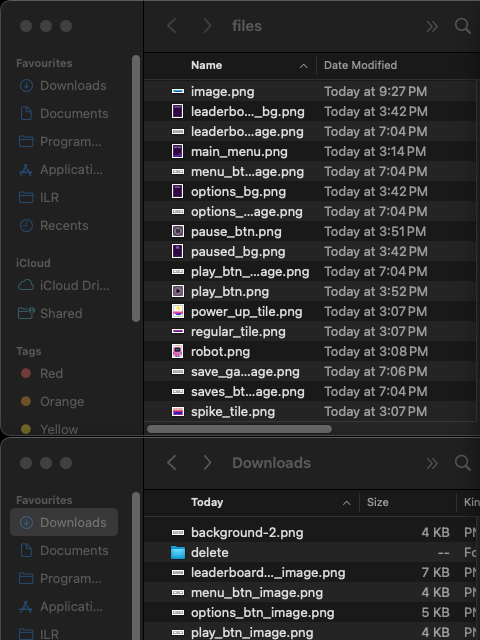 files
Favourites
Downloads
Documents
Program...
Applicati...
ILR
Recents
iCloud
iCloud Dri...
Shared
Tags
Red
Orange
Yellow
Name Date Modified
image.png Today at 9:27 PM
leaderbo..._bg.png Today at 3:42 PM
leaderbo...age.png Today at 7:04 PM
main_menu.png Today at 3:14 PM
menu_bt...age.png Today at 7:04 PM
options_bg.png Today at 3:42 PM
options_...age.png Today at 7:04 PM
pause_btn.png Today at 3:51 PM
paused_bg.png Today at 3:42 PM
play_btn_...age.png Today at 7:04 PM
play_btn.png Today at 3:52 PM
power_up_tile.png Today at 3:07 PM
regular_tile.png Today at 3:07 PM
robot.png Today at 3:08 PM
save_ga...age.png Today at 7:06 PM
saves_bt...age.png Today at 7:04 PM
spike_tile.png Today at 3:07 PM
Downloads
Favourites
Downloads
Documents
Program...
Applicati...
ILR
Today Size Kin
background-2.png 4 KB PN
delete -- Fo
leaderboard..._image.png 7 KB PN
menu_btn_image.png 4 KB PN
options_btn_image.png 5 KB PN
play_btn_image.png 4 KB PN